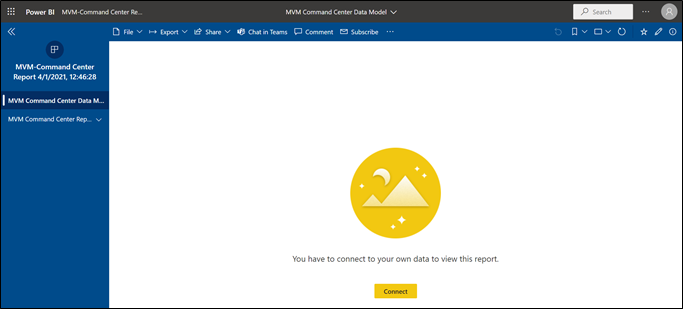 Power BI MVM-Command Center Re... MVM Command Center Data Model Search
File Export Share Chat in Teams Comment Subscribe
MVM-Command Center
Report 4/1/2021, 12:46:28
MVM Command Center Data M...
MVM Command Center Rep...
You have to connect to your own data to view this report.
Connect